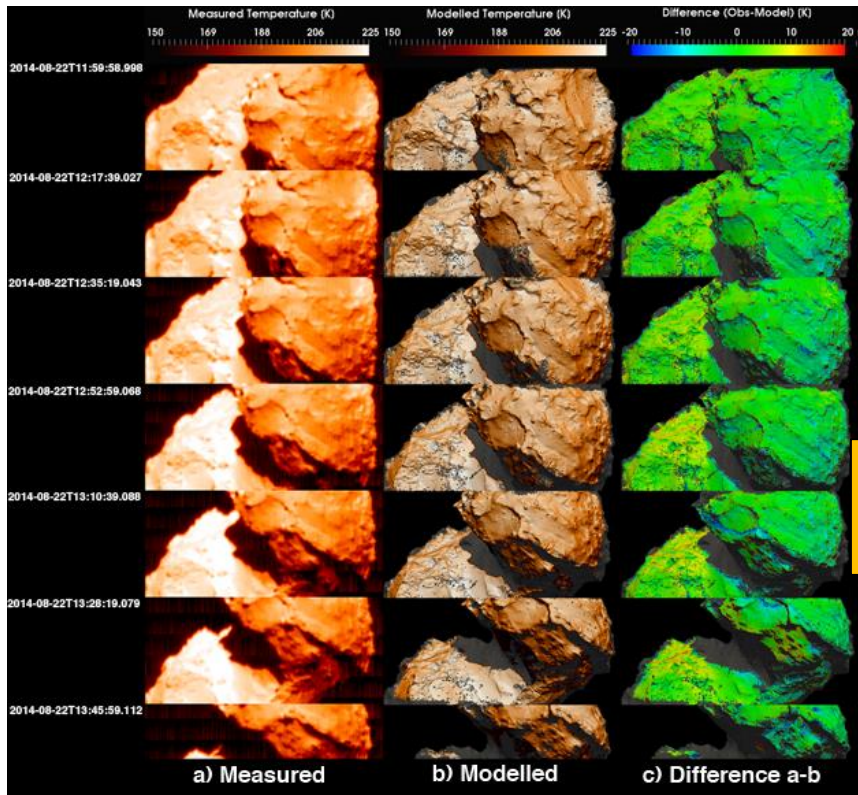 Measured Temperature [K] Modelled Temperature [K] Difference (Obs-Model) [K]
150 169 188 206 225 150 169 188 206 225 -20 -10 0 10 20
2014-08-22T11:59:58.998
2014-08-22T12:17:39.027
2014-08-22T12:35:19.043
2014-08-22T12:52:59.068
2014-08-22T13:10:39.088
2014-08-22T13:28:19.079
2014-08-22T13:45:59.112
a) Measured b) Modelled c) Difference a-b